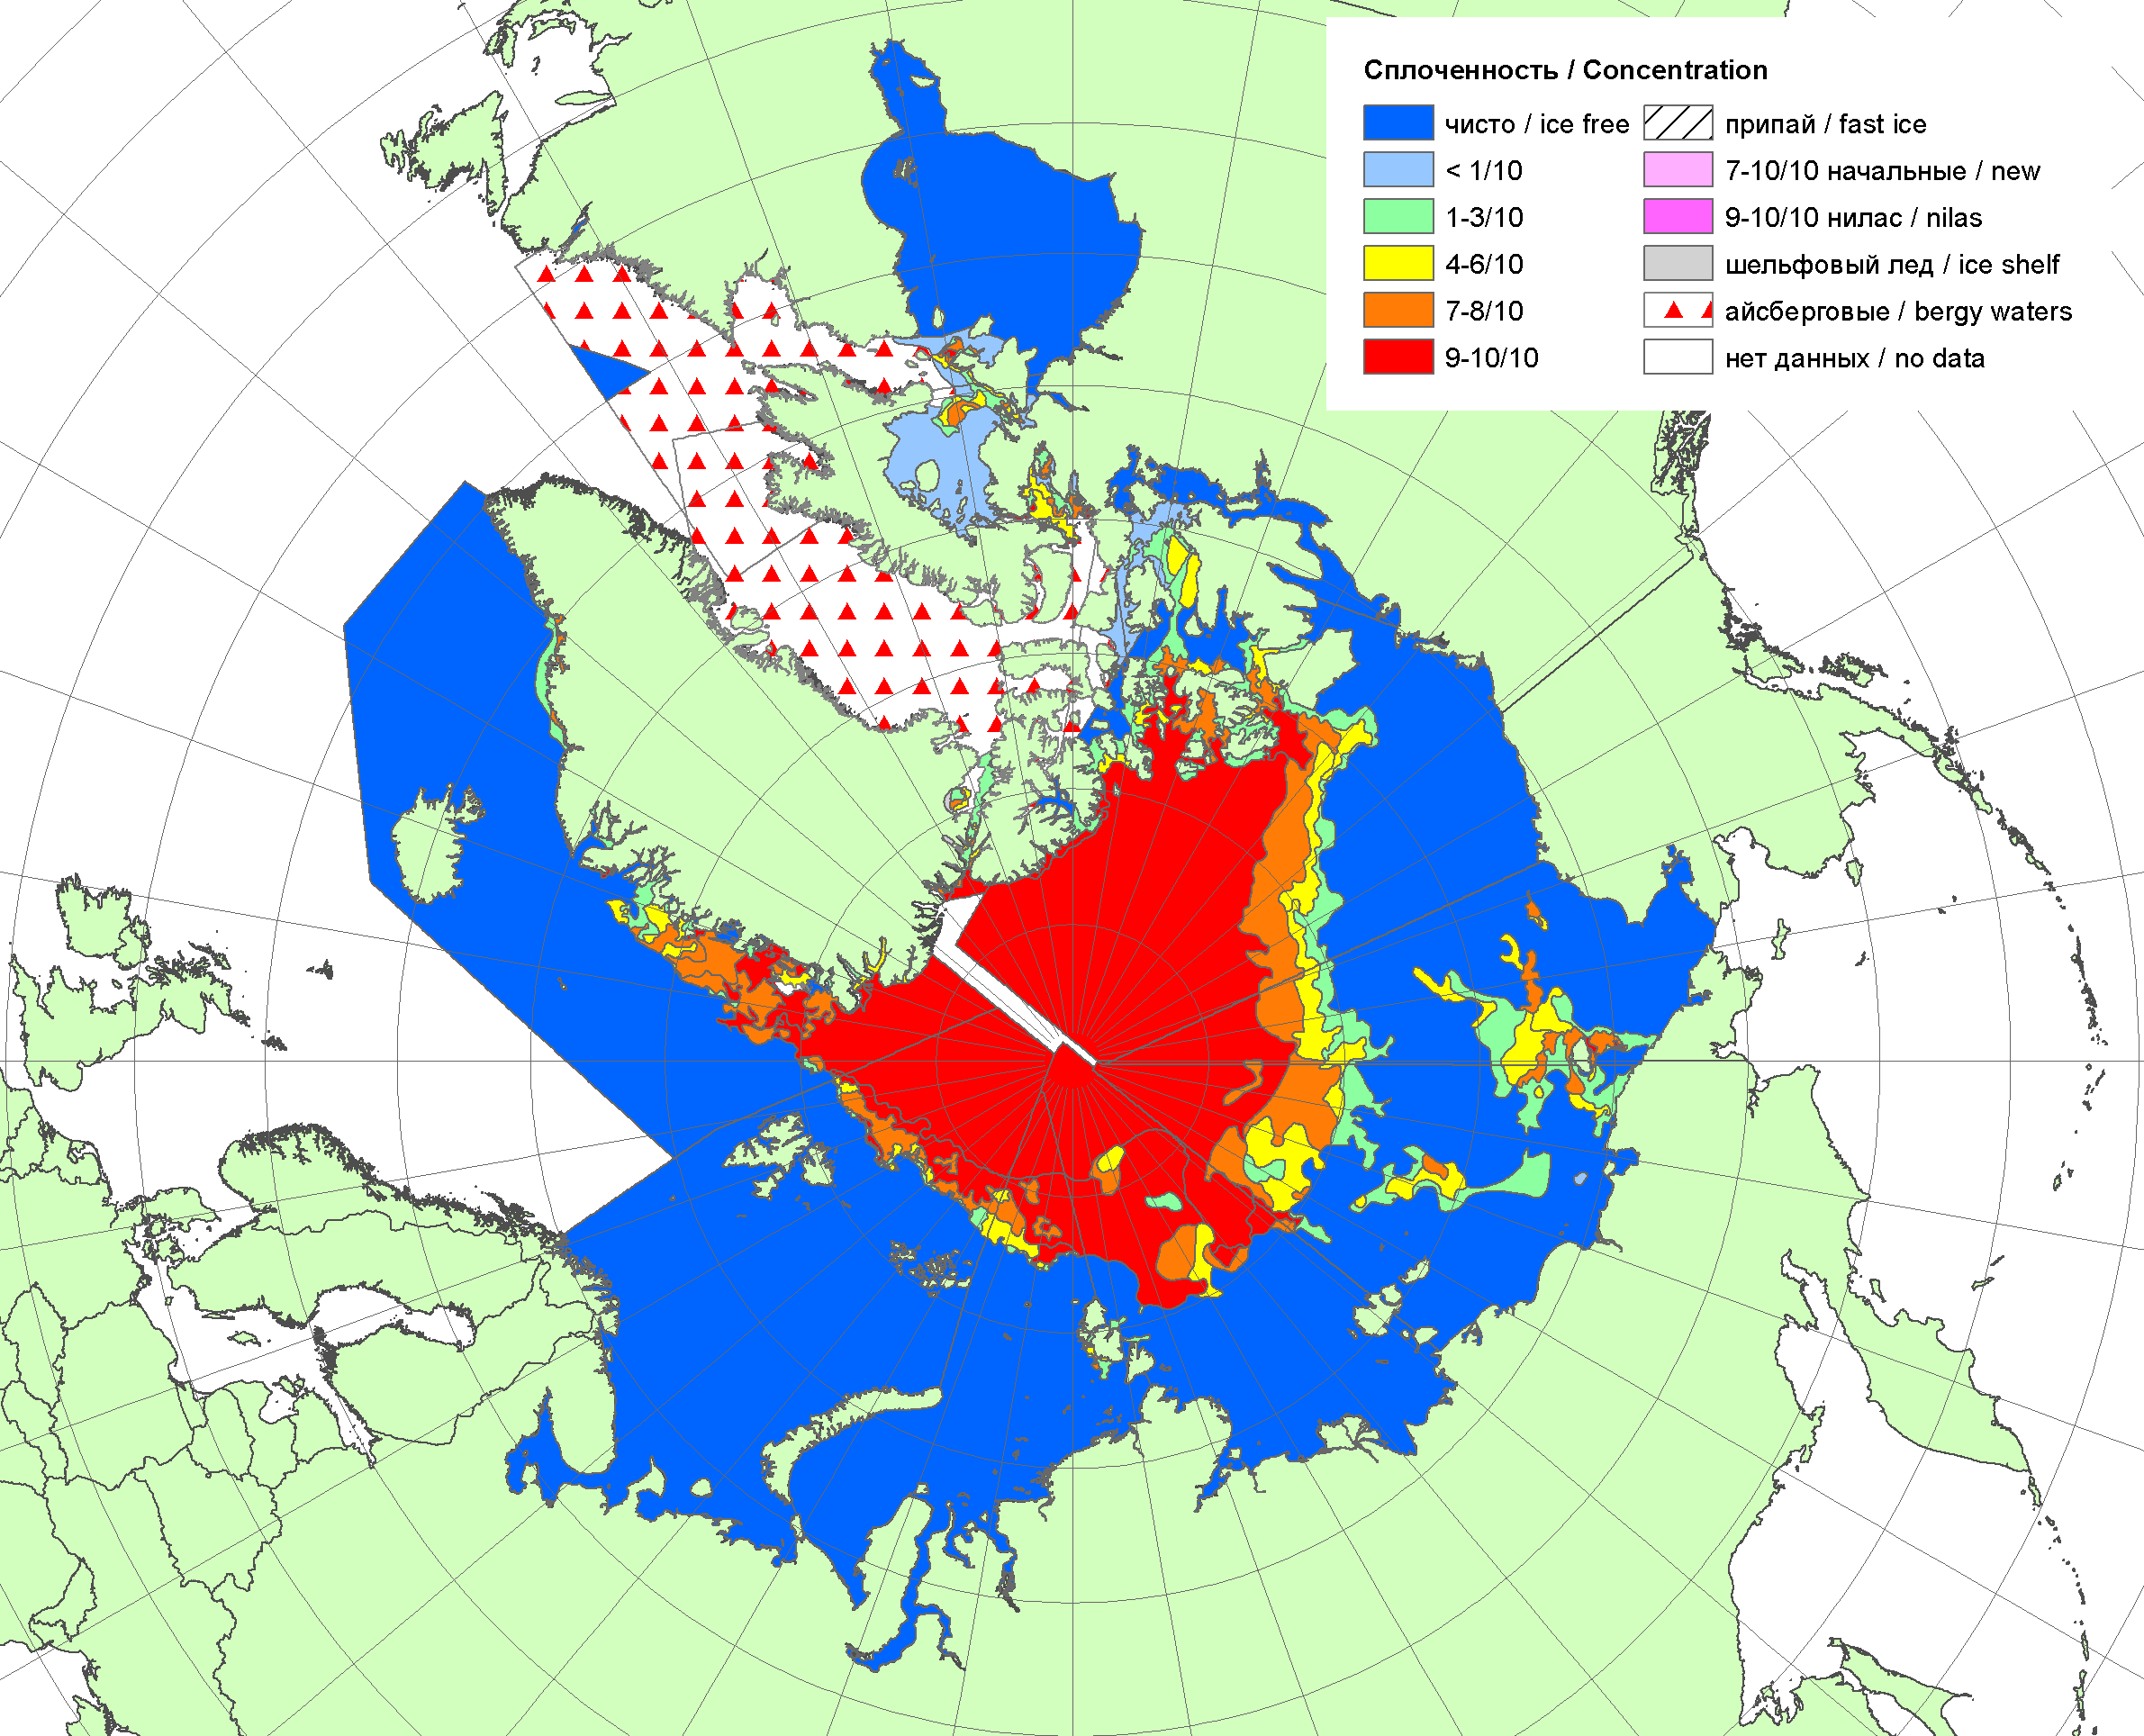 Сплоченность / Concentration
чисто / ice free
< 1/10
1-3/10
4-6/10
7-8/10
9-10/10
припай / fast ice
7-10/10 начальные / new
9-10/10 нилас / nilas
шельфовый лед / ice shelf
айсберговые / bergy waters
нет данных / no data